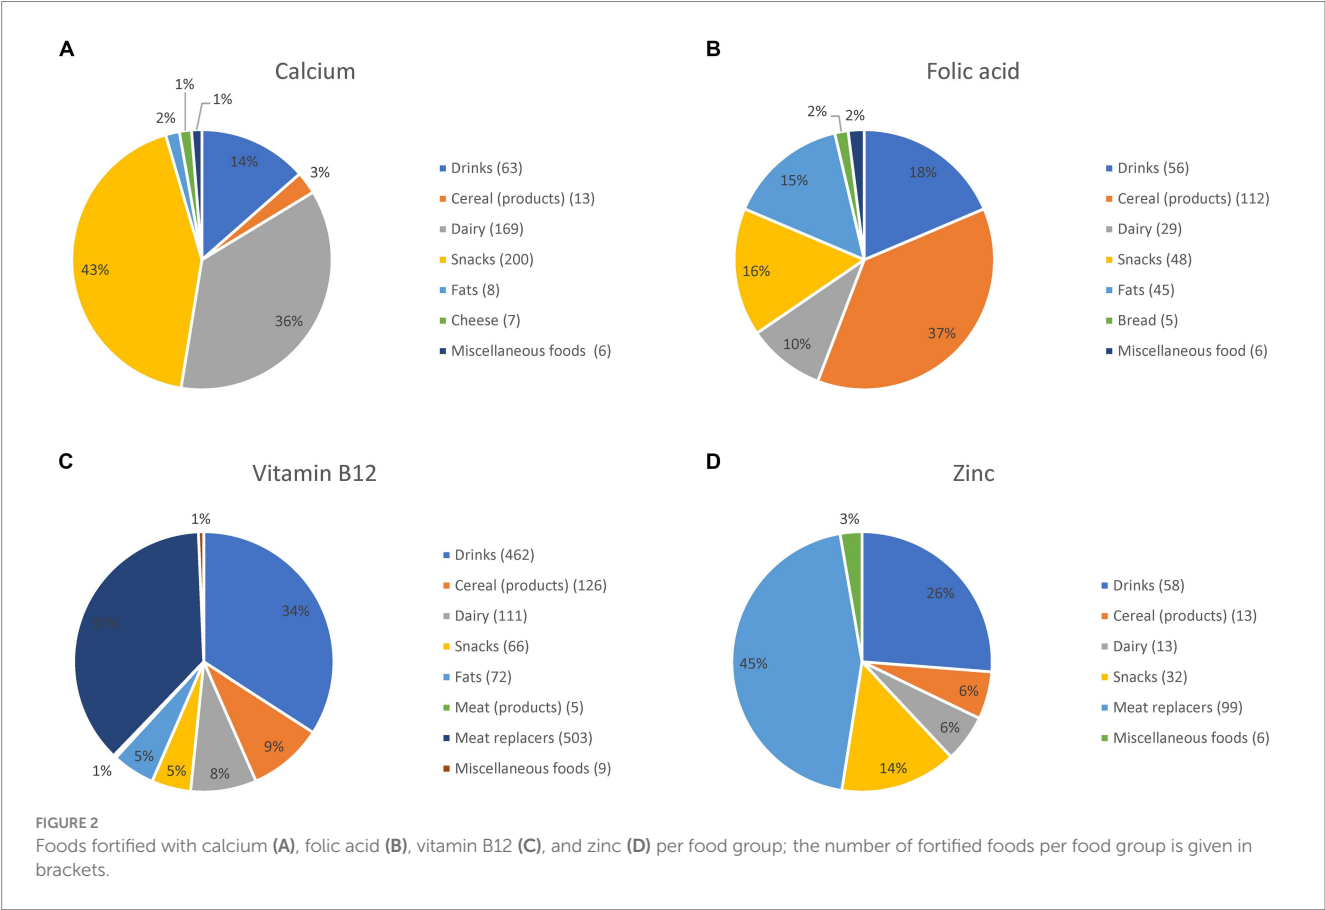 A
Calcium
1%
1%
2%
14%
3%
43%
36%
Drinks (63)
Cereal (products) (13)
Dairy (169)
Snacks (200)
Fats (8)
Cheese (7)
Miscellaneous foods (6)
B
Folic acid
2%
2%
15%
18%
16%
37%
10%
Drinks (56)
Cereal (products) (112)
Dairy (29)
Snacks (48)
Fats (45)
Bread (5)
Miscellaneous food (6)
C
Vitamin B12
1%
34%
9%
8%
5%
5%
1%
Drinks (462)
Cereal (products) (126)
Dairy (111)
Snacks (66)
Fats (72)
Meat (products) (5)
Meat replacers (503)
Miscellaneous foods (9)
D
Zinc
3%
26%
45%
6%
6%
14%
Drinks (58)
Cereal (products) (13)
Dairy (13)
Snacks (32)
Meat replacers (99)
Miscellaneous foods (6)
FIGURE 2
Foods fortified with calcium (A), folic acid (B), vitamin B12 (C), and zinc (D) per food group; the number of fortified foods per food group is given in
brackets.